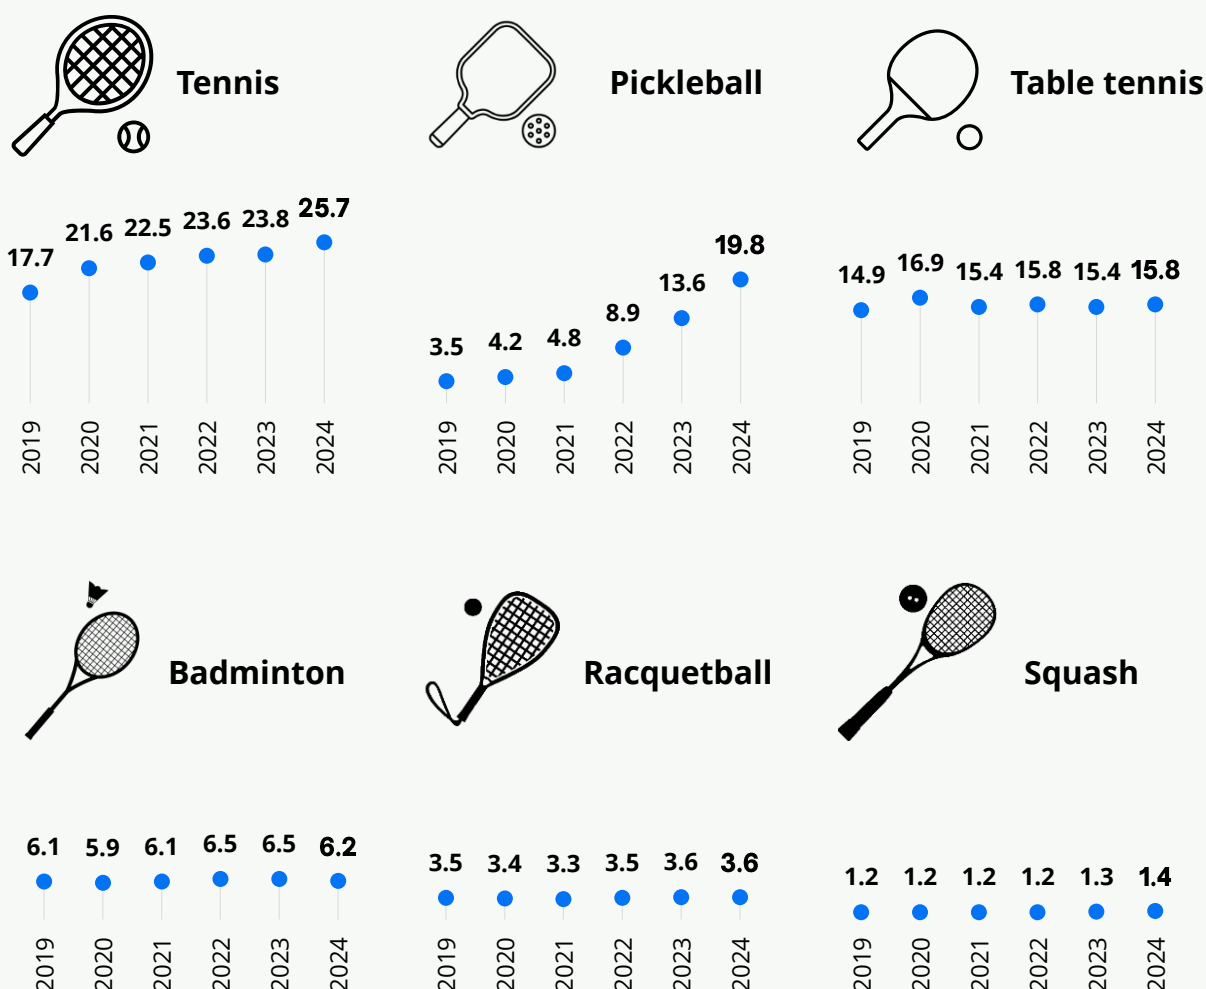 Tennis
Pickleball
Table tennis
17.7 21.6 22.5 23.6 23.8 25.7
3.5 4.2 4.8 8.9 13.6 19.8
14.9 16.9 15.4 15.8 15.4 15.8
2019 2020 2021 2022 2023 2024
2019 2020 2021 2022 2023 2024
2019 2020 2021 2022 2023 2024
Badminton
Racquetball
Squash
6.1 5.9 6.1 6.5 6.5 6.2
3.5 3.4 3.3 3.5 3.6 3.6
1.2 1.2 1.2 1.2 1.3 1.4
2019 2020 2021 2022 2023 2024
2019 2020 2021 2022 2023 2024
2019 2020 2021 2022 2023 2024